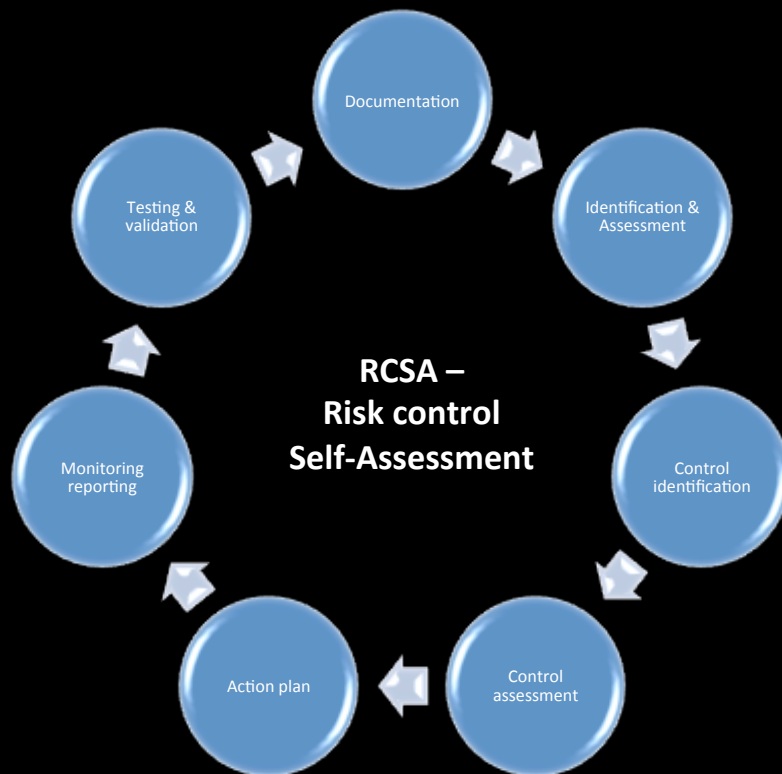 Documentation
Identification &
Assessment
Control
identification
Control
assessment
Action plan
Monitoring
reporting
Testing &
validation
RCSA –
Risk control
Self-Assessment